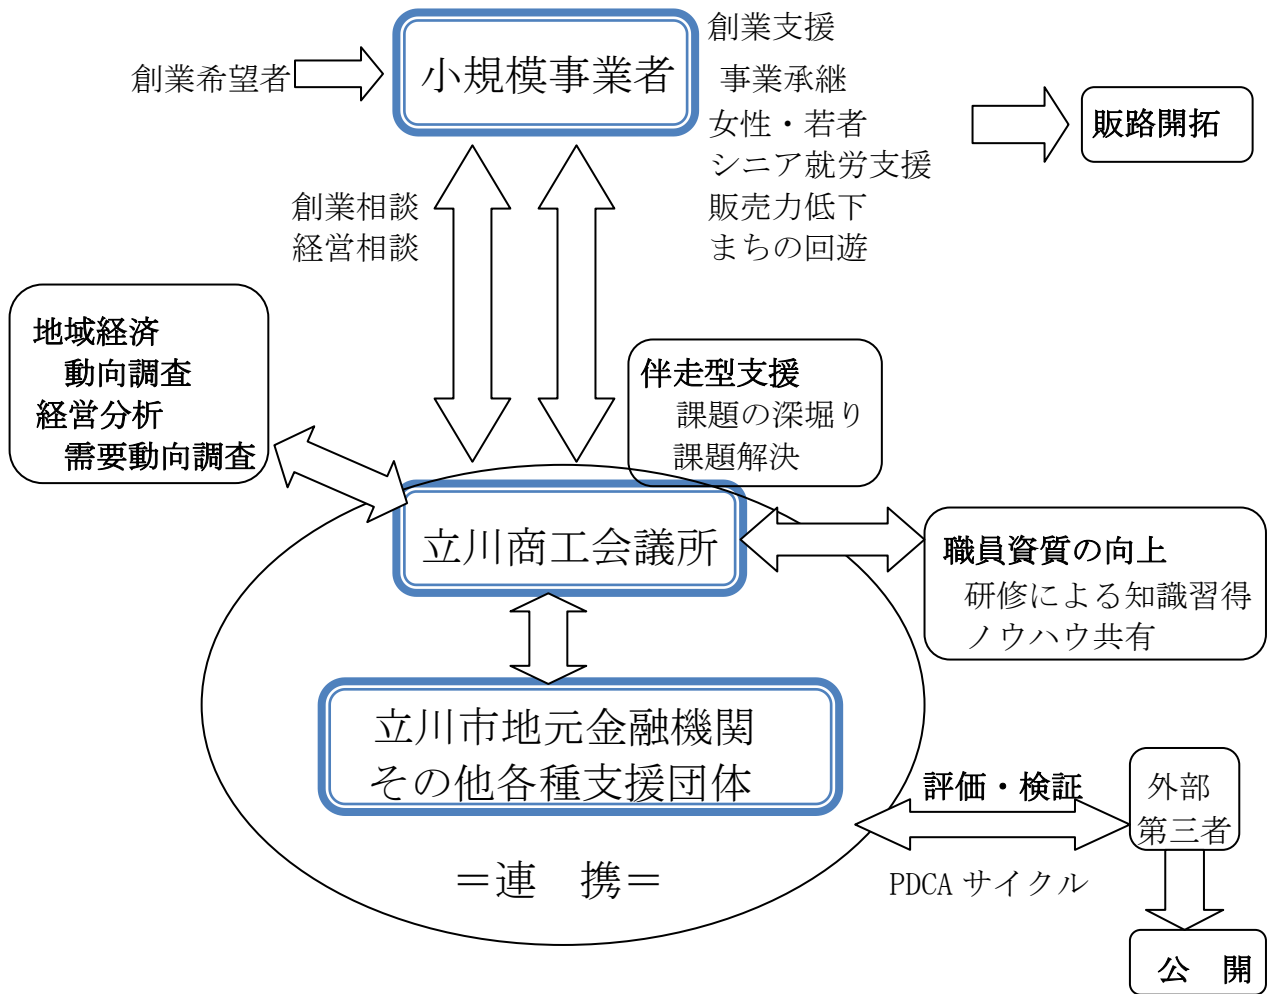 創業支援
創業希望者
小規模事業者
事業承継
女性・若者
シニア就労支援
販売力低下
まちの回遊
販路開拓
創業相談
経営相談
地域経済
動向調査
経営分析
需要動向調査
伴走型支援
課題の深堀り
課題解決
立川商工会議所
職員資質の向上
研修による知識習得
ノウハウ共有
立川市地元金融機関
その他各種支援団体
＝連　携＝
評価・検証
PDCA サイクル
外部
第三者
公　開